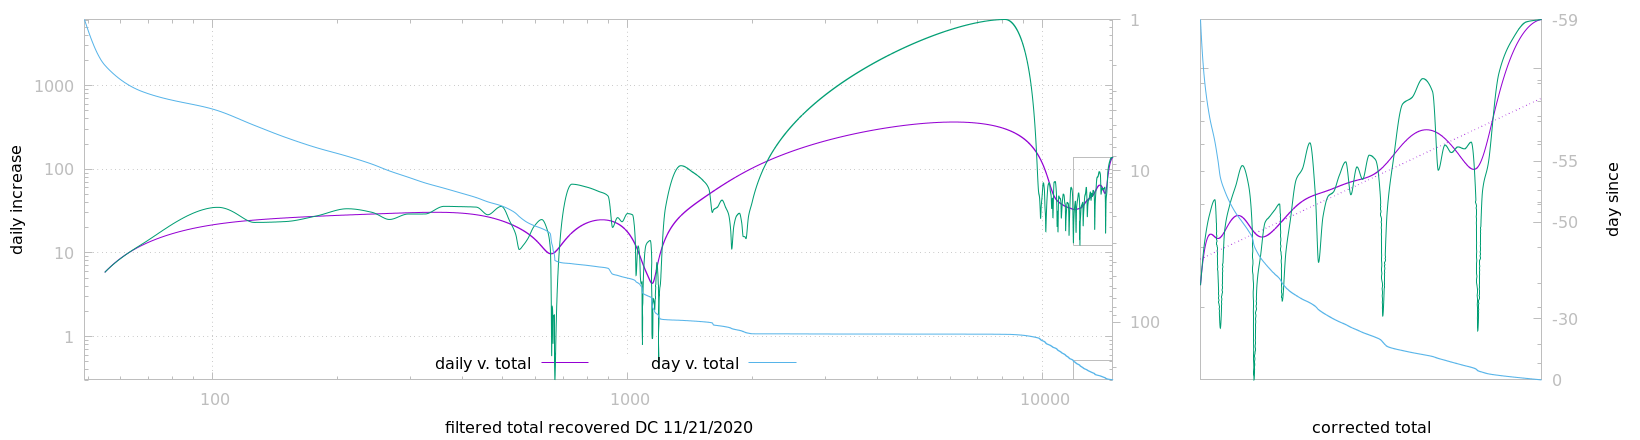 1
-59
1000
100
10
1
daily increase
10
-55
-50
day since
100
-30
daily v. total
day v. total
0
100
1000
10000
filtered total recovered DC 11/21/2020
corrected total